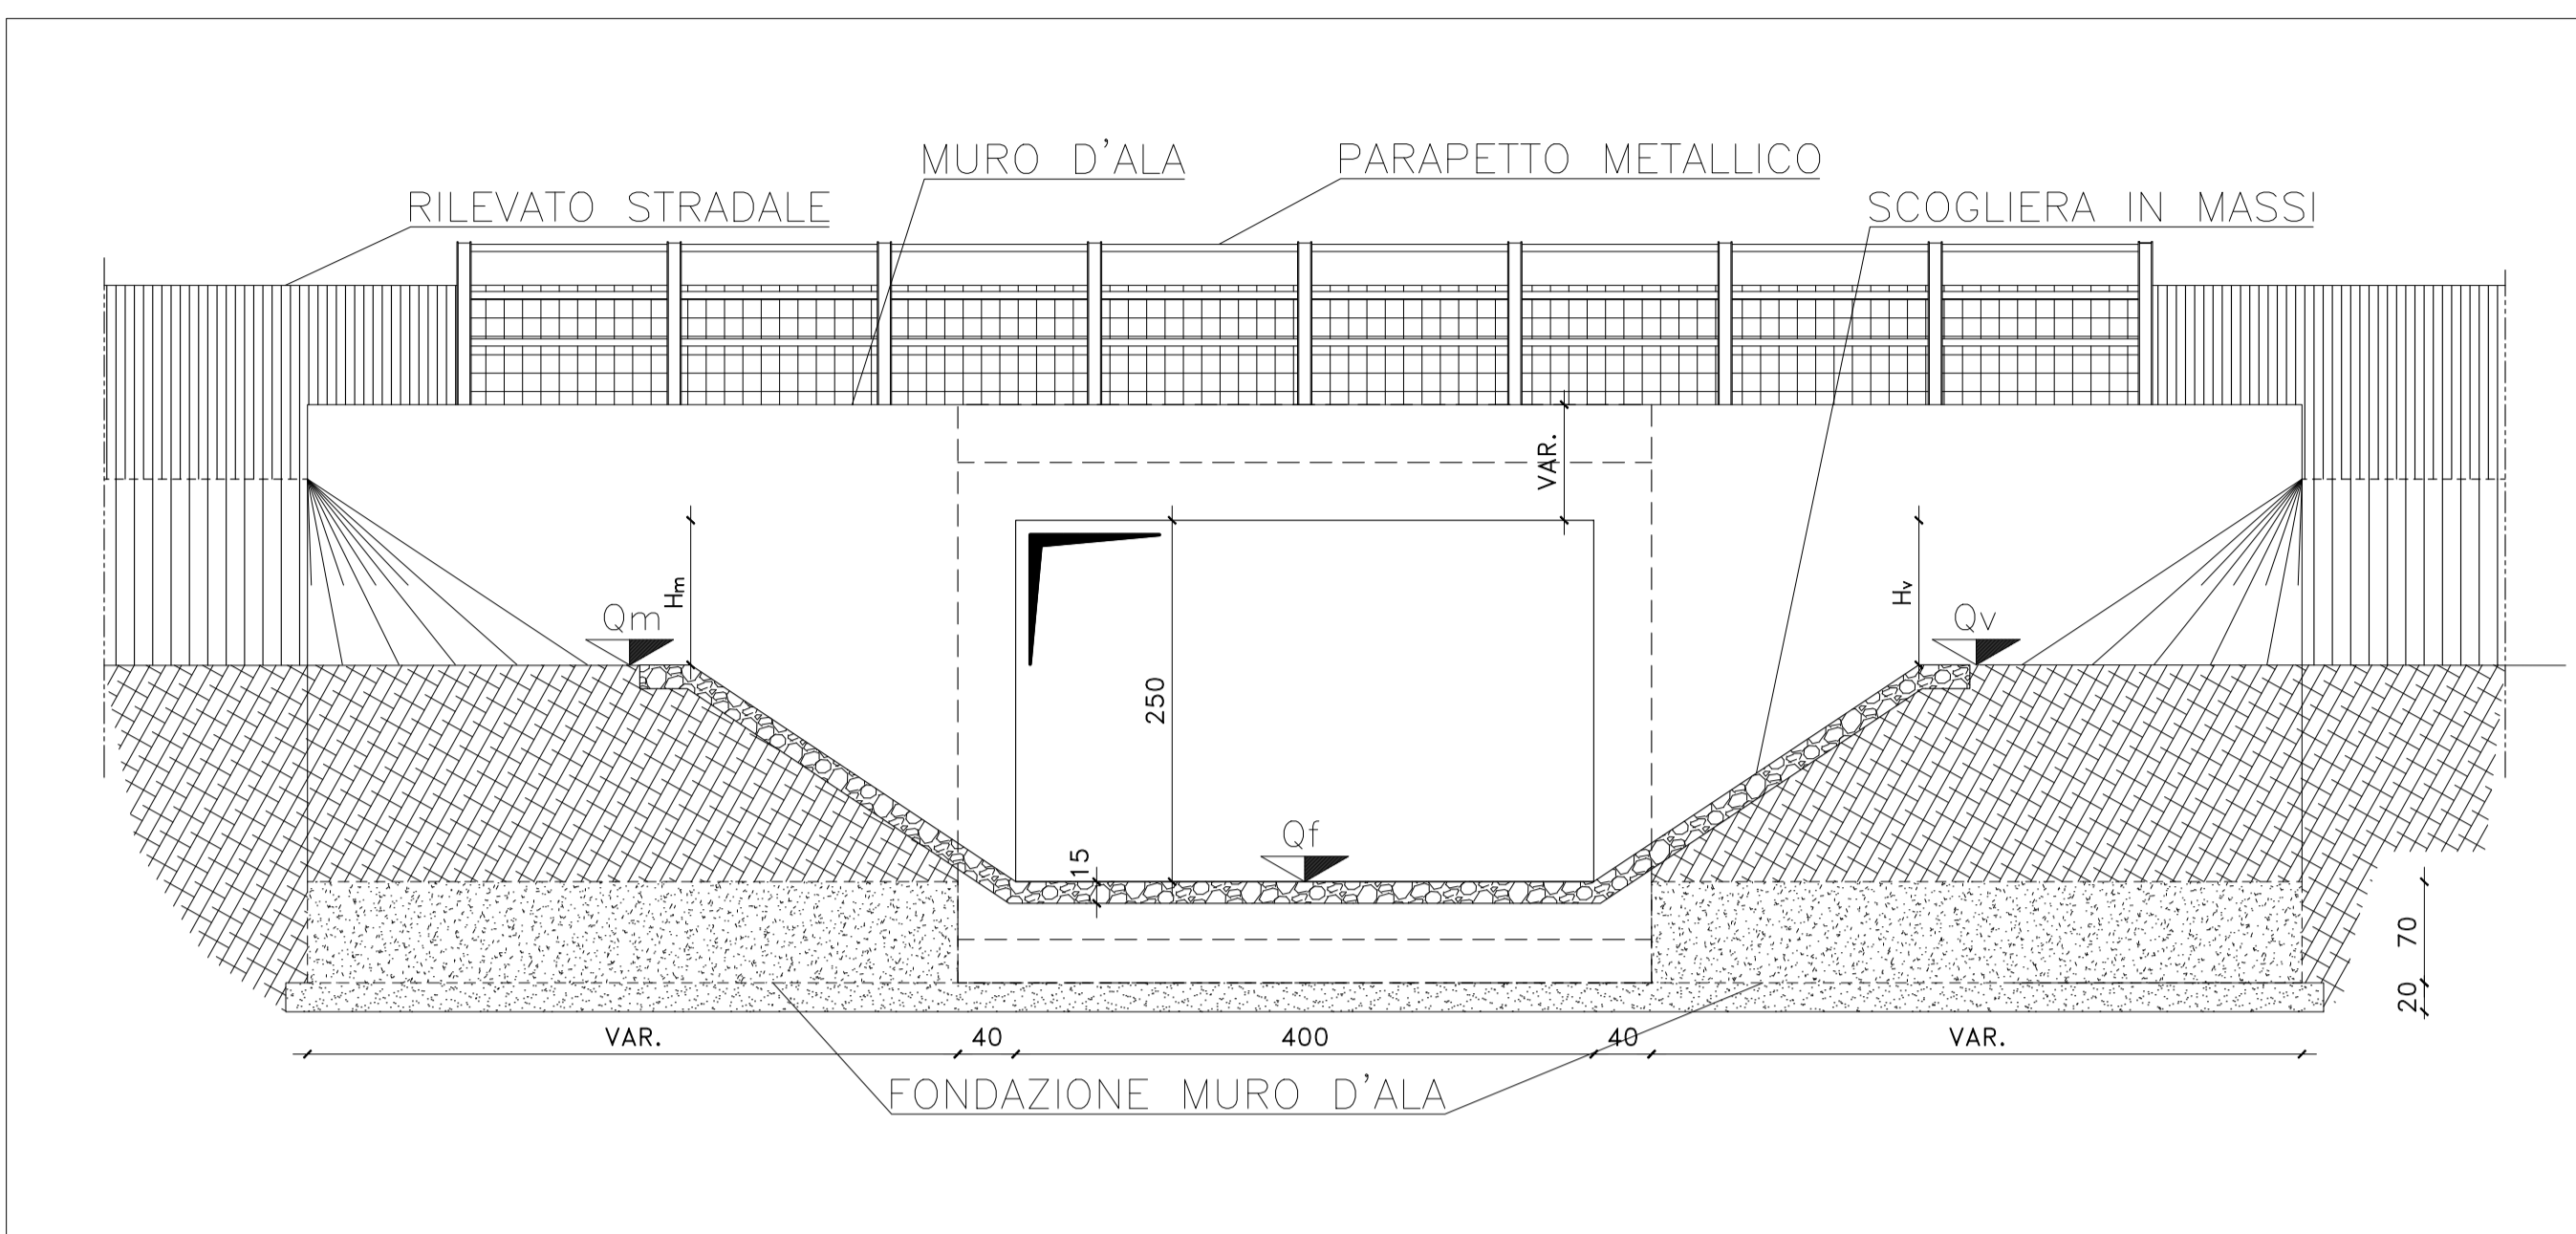 MURO D'ALA
PARAPETTO METALLICO
RILEVATO STRADALE
SCOGLIERA IN MASSI
VAR.
Hm
Hv
Qm
Qv
250
Qf
15
70
20
VAR.
40
400
40
VAR.
FONDAZIONE MURO D'ALA